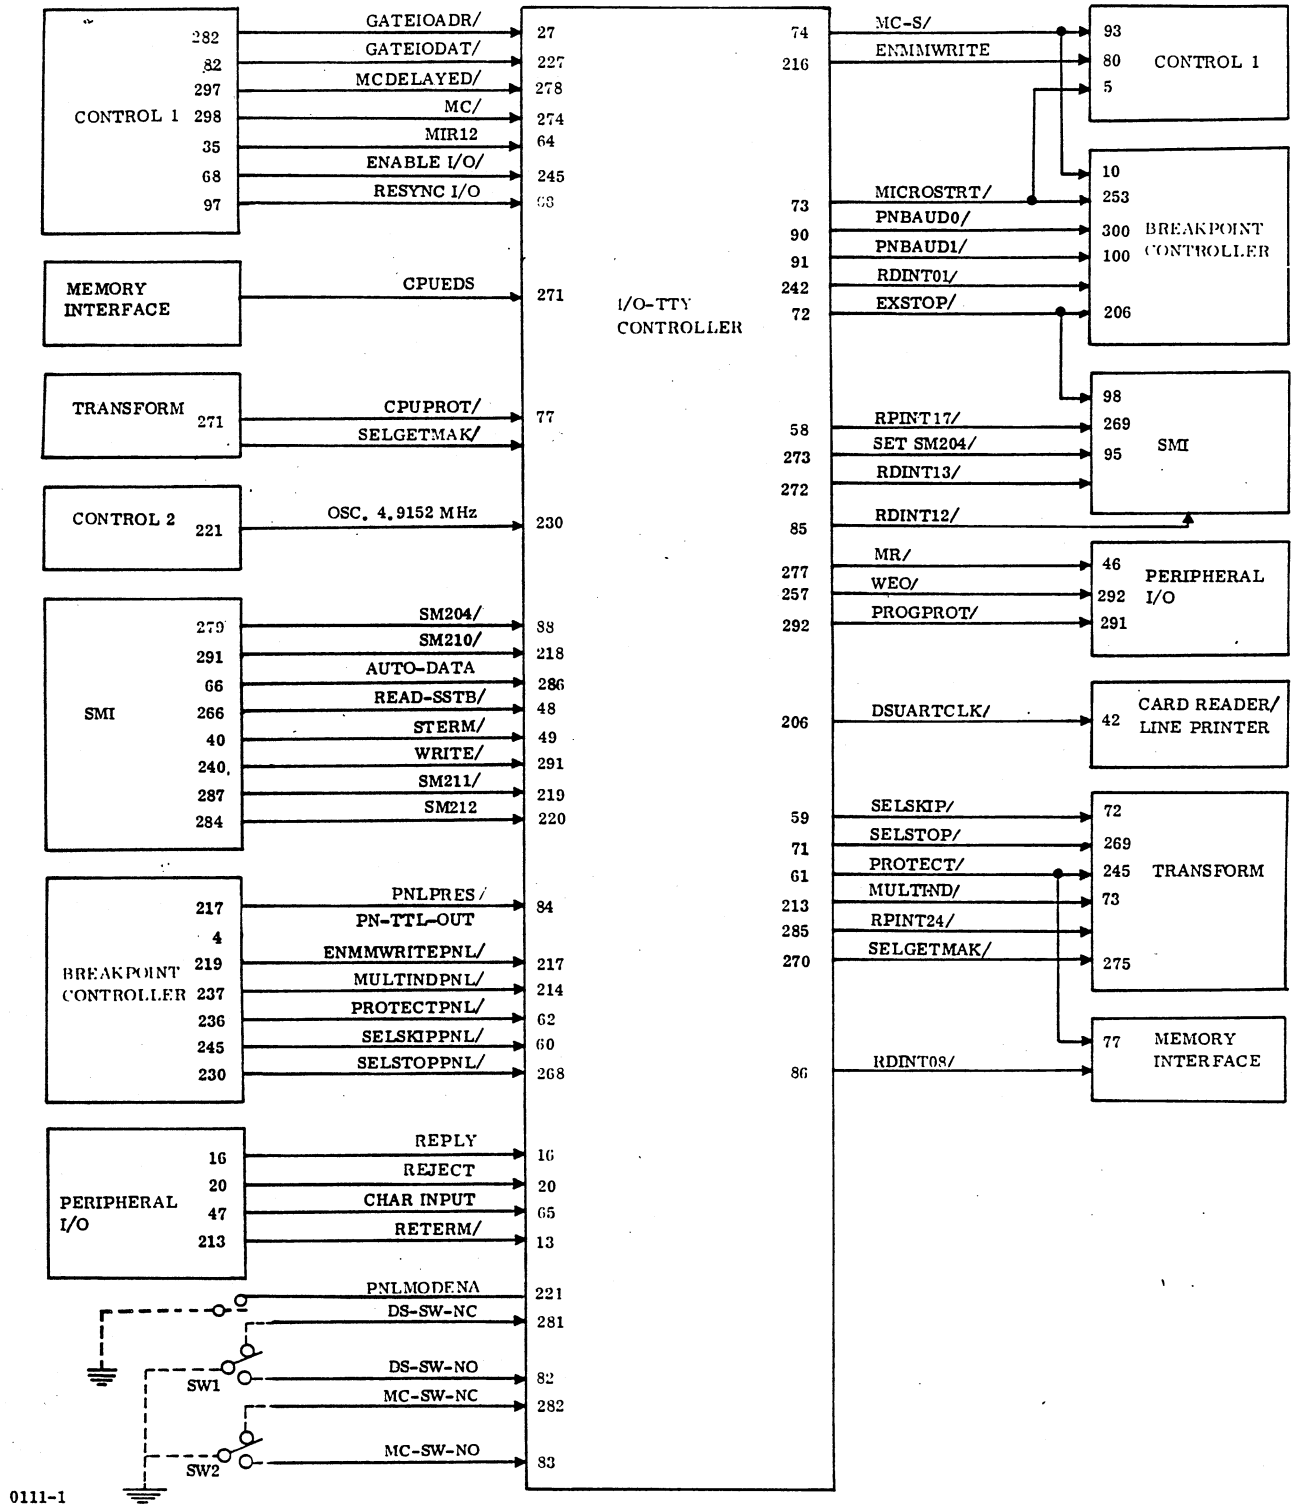 CONTROL 1
282 GATEIOADR/ 27
82 GATEIODAT/ 227
297 MCDELAYED/ 278
298 MC/ 274
35 MIR12 64
68 ENABLE I/O/ 245
97 RESYNC I/O
MEMORY
INTERFACE
CPUEDS 271
TRANSFORM
271 CPUPROT/ 77
SELGETMAK/
CONTROL 2
221 OSC. 4.9152 MHz 230
SMI
279 SM204/ 88
291 SM210/ 218
66 AUTO-DATA 286
266 READ-SSTB/ 48
40 STERM/ 49
240 WRITE/ 291
287 SM211/ 219
284 SM212 220
BREAKPOINT
CONTROLLER
217 PNLPRES/ 84
4 PN-TTL-OUT
219 ENMMWRITEPNL/ 217
237 MULTINDPNL/ 214
236 PROTECTPNL/ 62
245 SELSKIPPNL/ 60
230 SELSTOPPNL/ 268
PERIPHERAL
I/O
16 REPLY 16
20 REJECT 20
47 CHAR INPUT 65
213 RETERM/ 13
PNLMODENA 221
DS-SW-NC 281
SW1
DS-SW-NO 82
MC-SW-NC 282
SW2
MC-SW-NO 83
I/O-TTY
CONTROLLER
74 MC-S/ 93
216 ENMMWRITE 80
5
CONTROL 1
10
73 MICROSTRT/ 253
90 PNBAUD0/ 300
91 PNBAUD1/ 100
242 RDINT01/
72 EXSTOP/ 206
BREAKPOINT
CONTROLLER
98
58 RPINT17/ 269
273 SET SM204/ 95
272 RDINT13/
85 RDINT12/
SMI
277 MR/ 46
257 WEO/ 292
292 PROGPROT/ 291
PERIPHERAL
I/O
206 DSUARTCLK/ 42
CARD READER/
LINE PRINTER
59 SELSKIP/ 72
71 SELSTOP/ 269
61 PROTECT/ 245
213 MULTIND/ 73
285 RPINT24/
270 SELGETMAK/ 275
TRANSFORM
77
86 RDINT08/
MEMORY
INTERFACE
0111-1